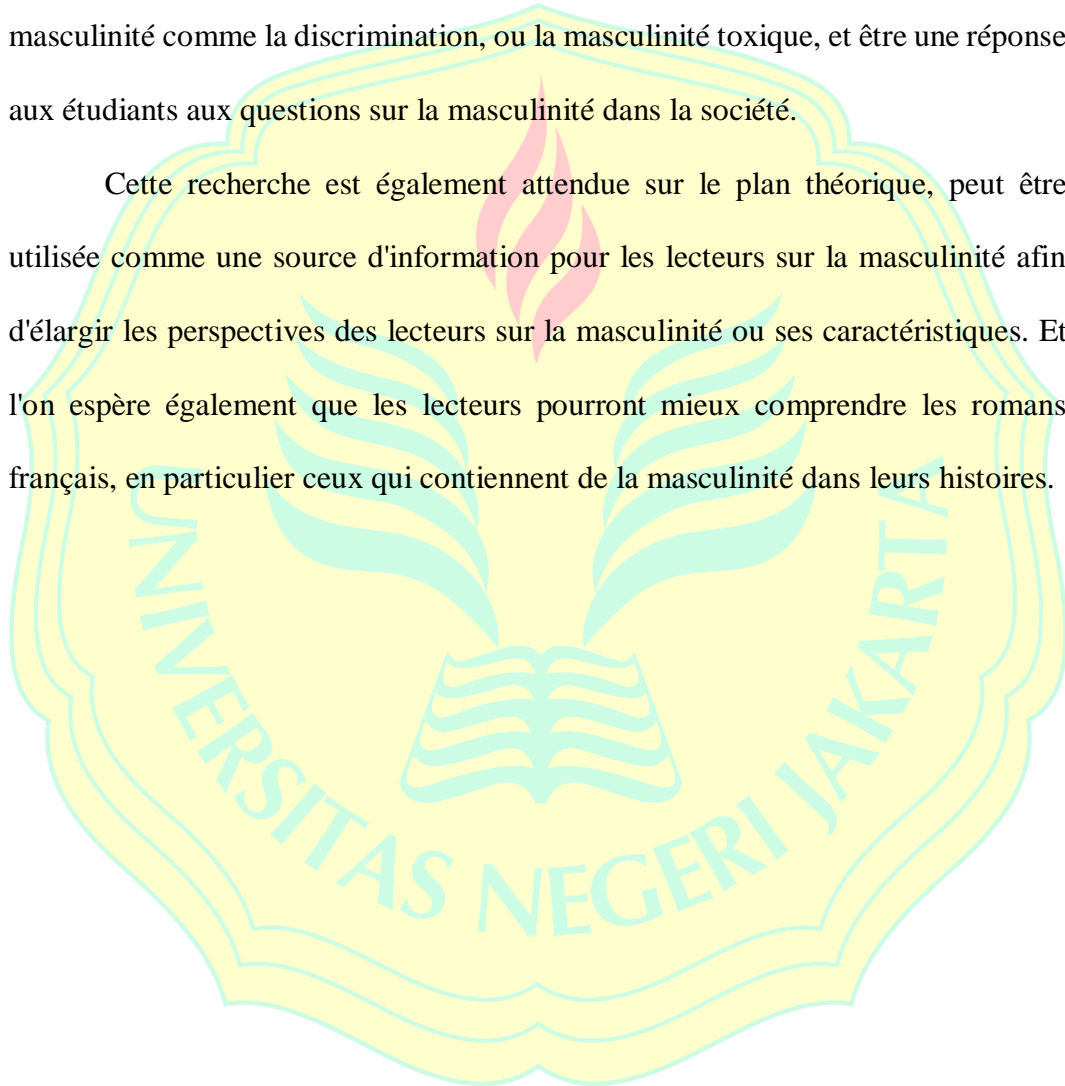 masculinité comme la discrimination, ou la masculinité toxique, et être une réponse
aux étudiants aux questions sur la masculinité dans la société.
Cette recherche est également attendue sur le plan théorique, peut être
utilisée comme une source d'information pour les lecteurs sur la masculinité afin
d'élargir les perspectives des lecteurs sur la masculinité ou ses caractéristiques. Et
l'on espère également que les lecteurs pourront mieux comprendre les romans
français, en particulier ceux qui contiennent de la masculinité dans leurs histoires.
UNIVERSITAS NEGERI JAKARTA